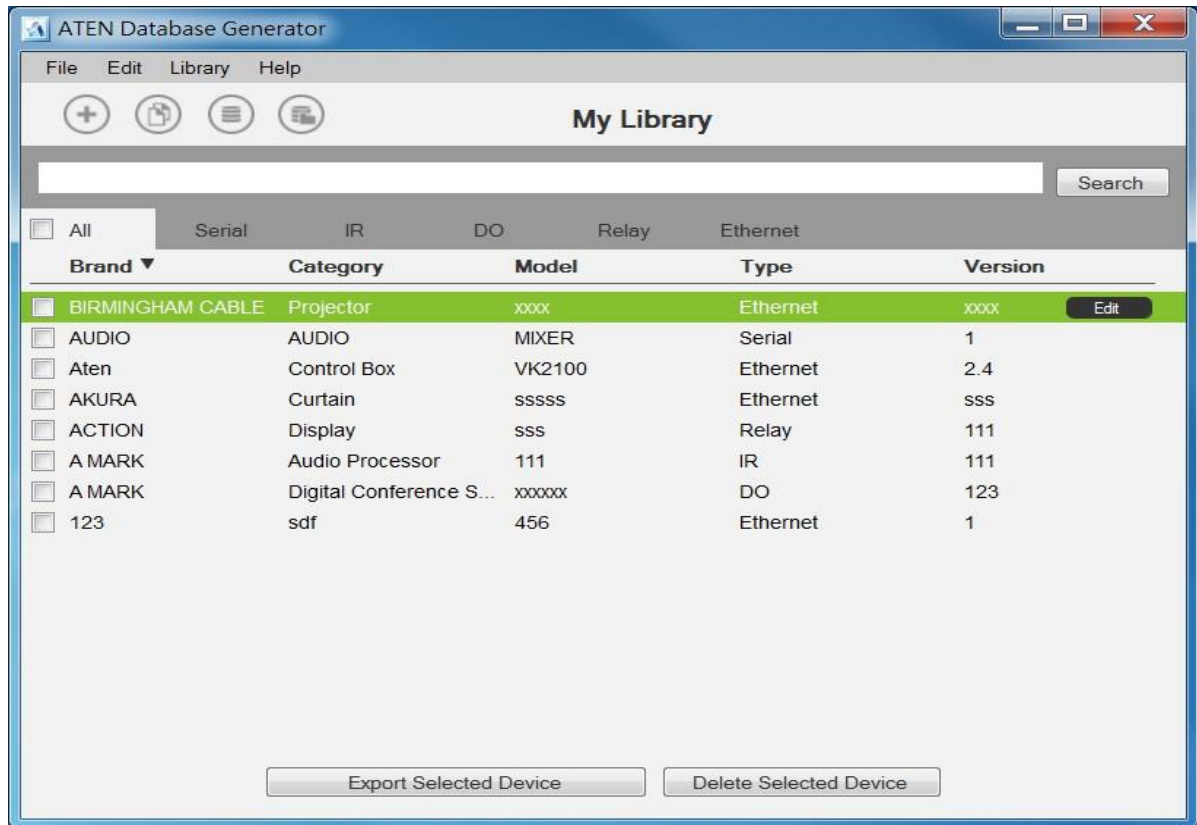 ATEN Database Generator
File Edit Library Help
My Library
Search
All Serial IR DO Relay Ethernet
Brand ▼ Category Model Type Version
BIRMINGHAM CABLE Projector xxxx Ethernet xxxx Edit
AUDIO AUDIO MIXER Serial 1
Aten Control Box VK2100 Ethernet 2.4
AKURA Curtain sssss Ethernet sss
ACTION Display sss Relay 111
A MARK Audio Processor 111 IR 111
A MARK Digital Conference S... xxxxxx DO 123
123 sdf 456 Ethernet 1
Export Selected Device Delete Selected Device